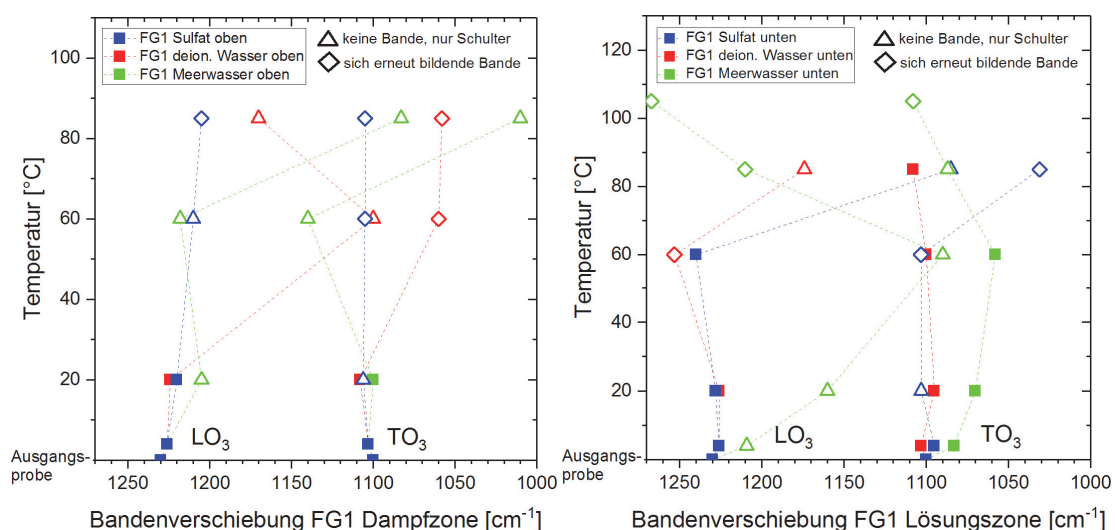 FG1 Sulfat oben
FG1 deion. Wasser oben
FG1 Meerwasser oben
keine Bande, nur Schulter
sich erneut bildende Bande
100
80
60
40
20
Temperatur [°C]
LO₃
TO₃
Ausgangs-
probe
1250
1200
1150
1100
1050
1000
Bandenverschiebung FG1 Dampfzone [cm⁻¹]
FG1 Sulfat unten
FG1 deion. Wasser unten
FG1 Meerwasser unten
keine Bande, nur Schulter
sich erneut bildende Bande
120
100
80
60
40
20
Temperatur [°C]
LO₃
TO₃
Ausgangs-
probe
1250
1200
1150
1100
1050
1000
Bandenverschiebung FG1 Lösungszone [cm⁻¹]